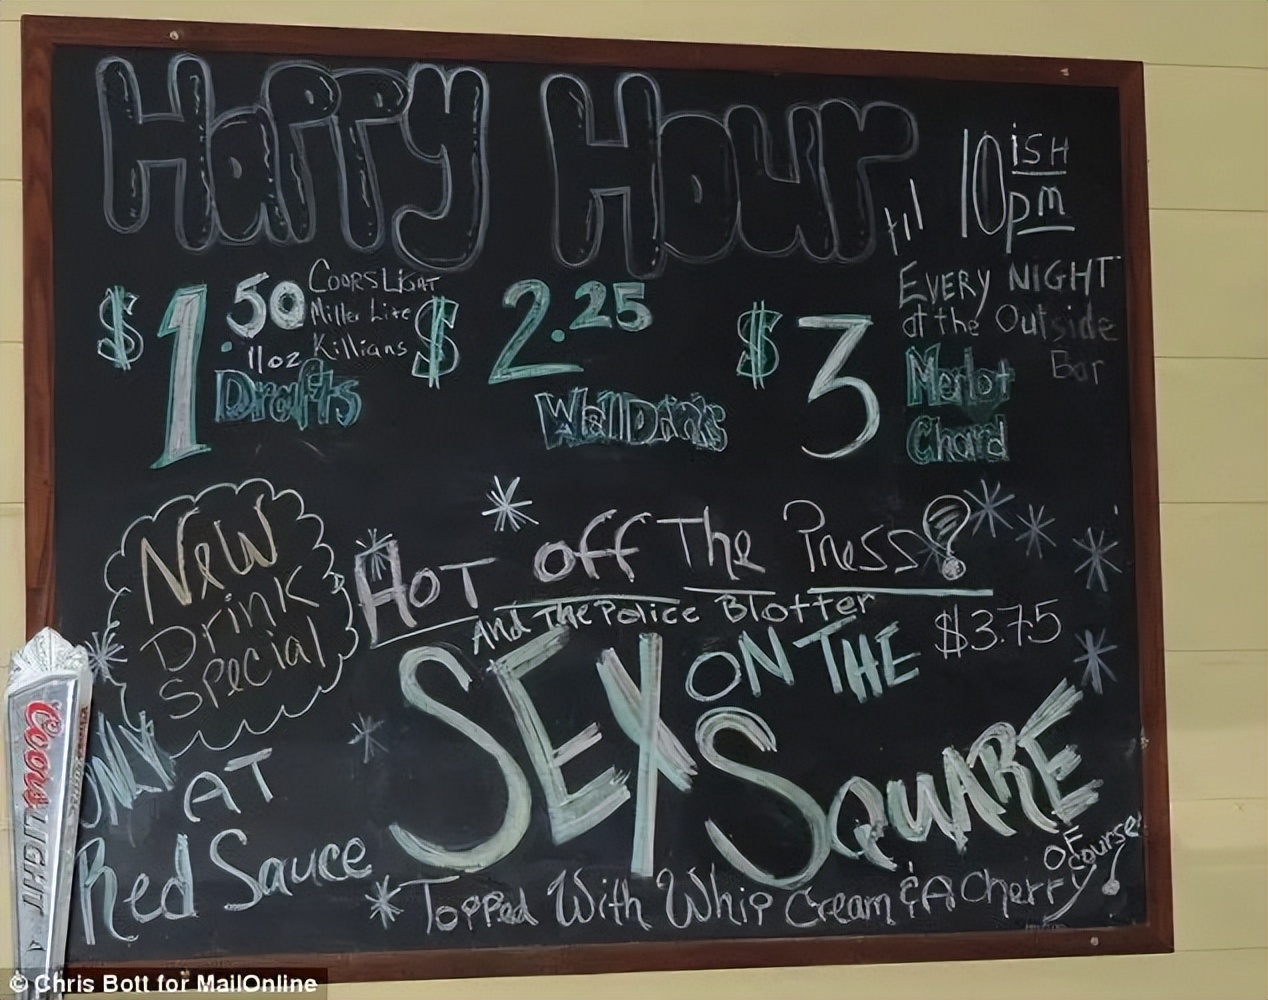 Happy Hour
til 10ish pm
Every Night
at the Outside
Bar
$1.50
11oz
Drafts
Coors Light
Miller Lite
Killians
$2.25
Well Drinks
$3
Merlot
Chard
New
Drink
Special
Hot off The Press!
And The Police Blotter
SEX ON THE
SQUARE
$3.75
ONLY
AT
Red Sauce
*Topped With Whip Cream & A Cherry
OF
Course!
Coors
LIGHT
© Chris Bott for MailOnline